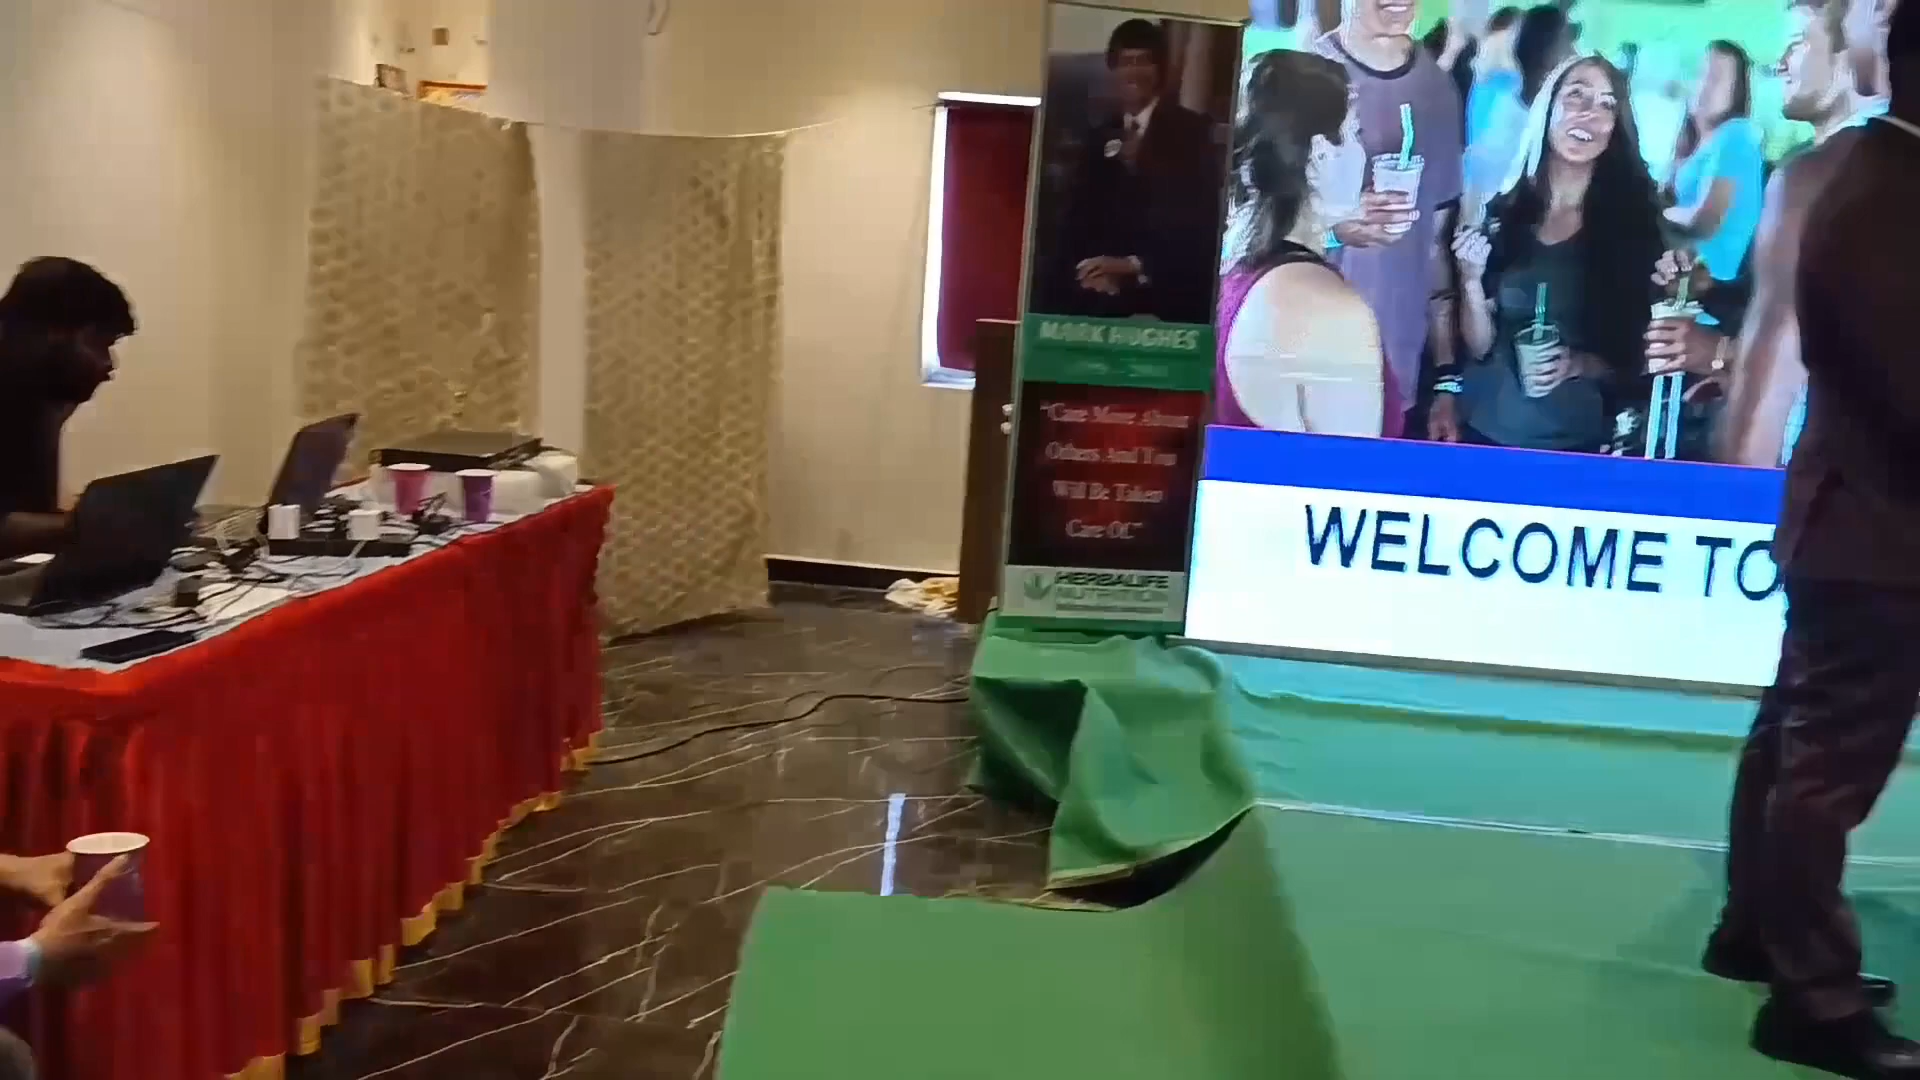 MARK HUGHES
"Care More About
Others And You
Will Be Taken
Care Of."
HERBALIFE
NUTRITION
WELCOME TO